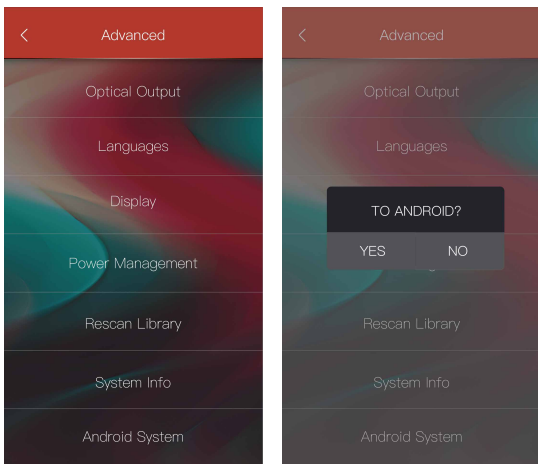 Advanced
Optical Output
Languages
Display
Power Management
Rescan Library
System Info
Android System
Advanced
Optical Output
Languages
TO ANDROID?
YES NO
Rescan Library
System Info
Android System